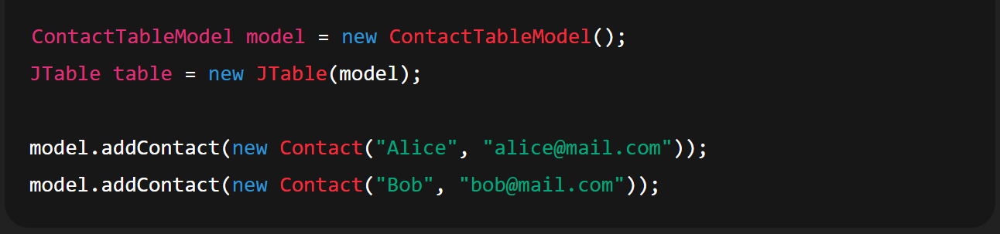 ContactTableModel model = new ContactTableModel();
JTable table = new JTable(model);
model.addContact(new Contact("Alice", "alice@mail.com"));
model.addContact(new Contact("Bob", "bob@mail.com"));